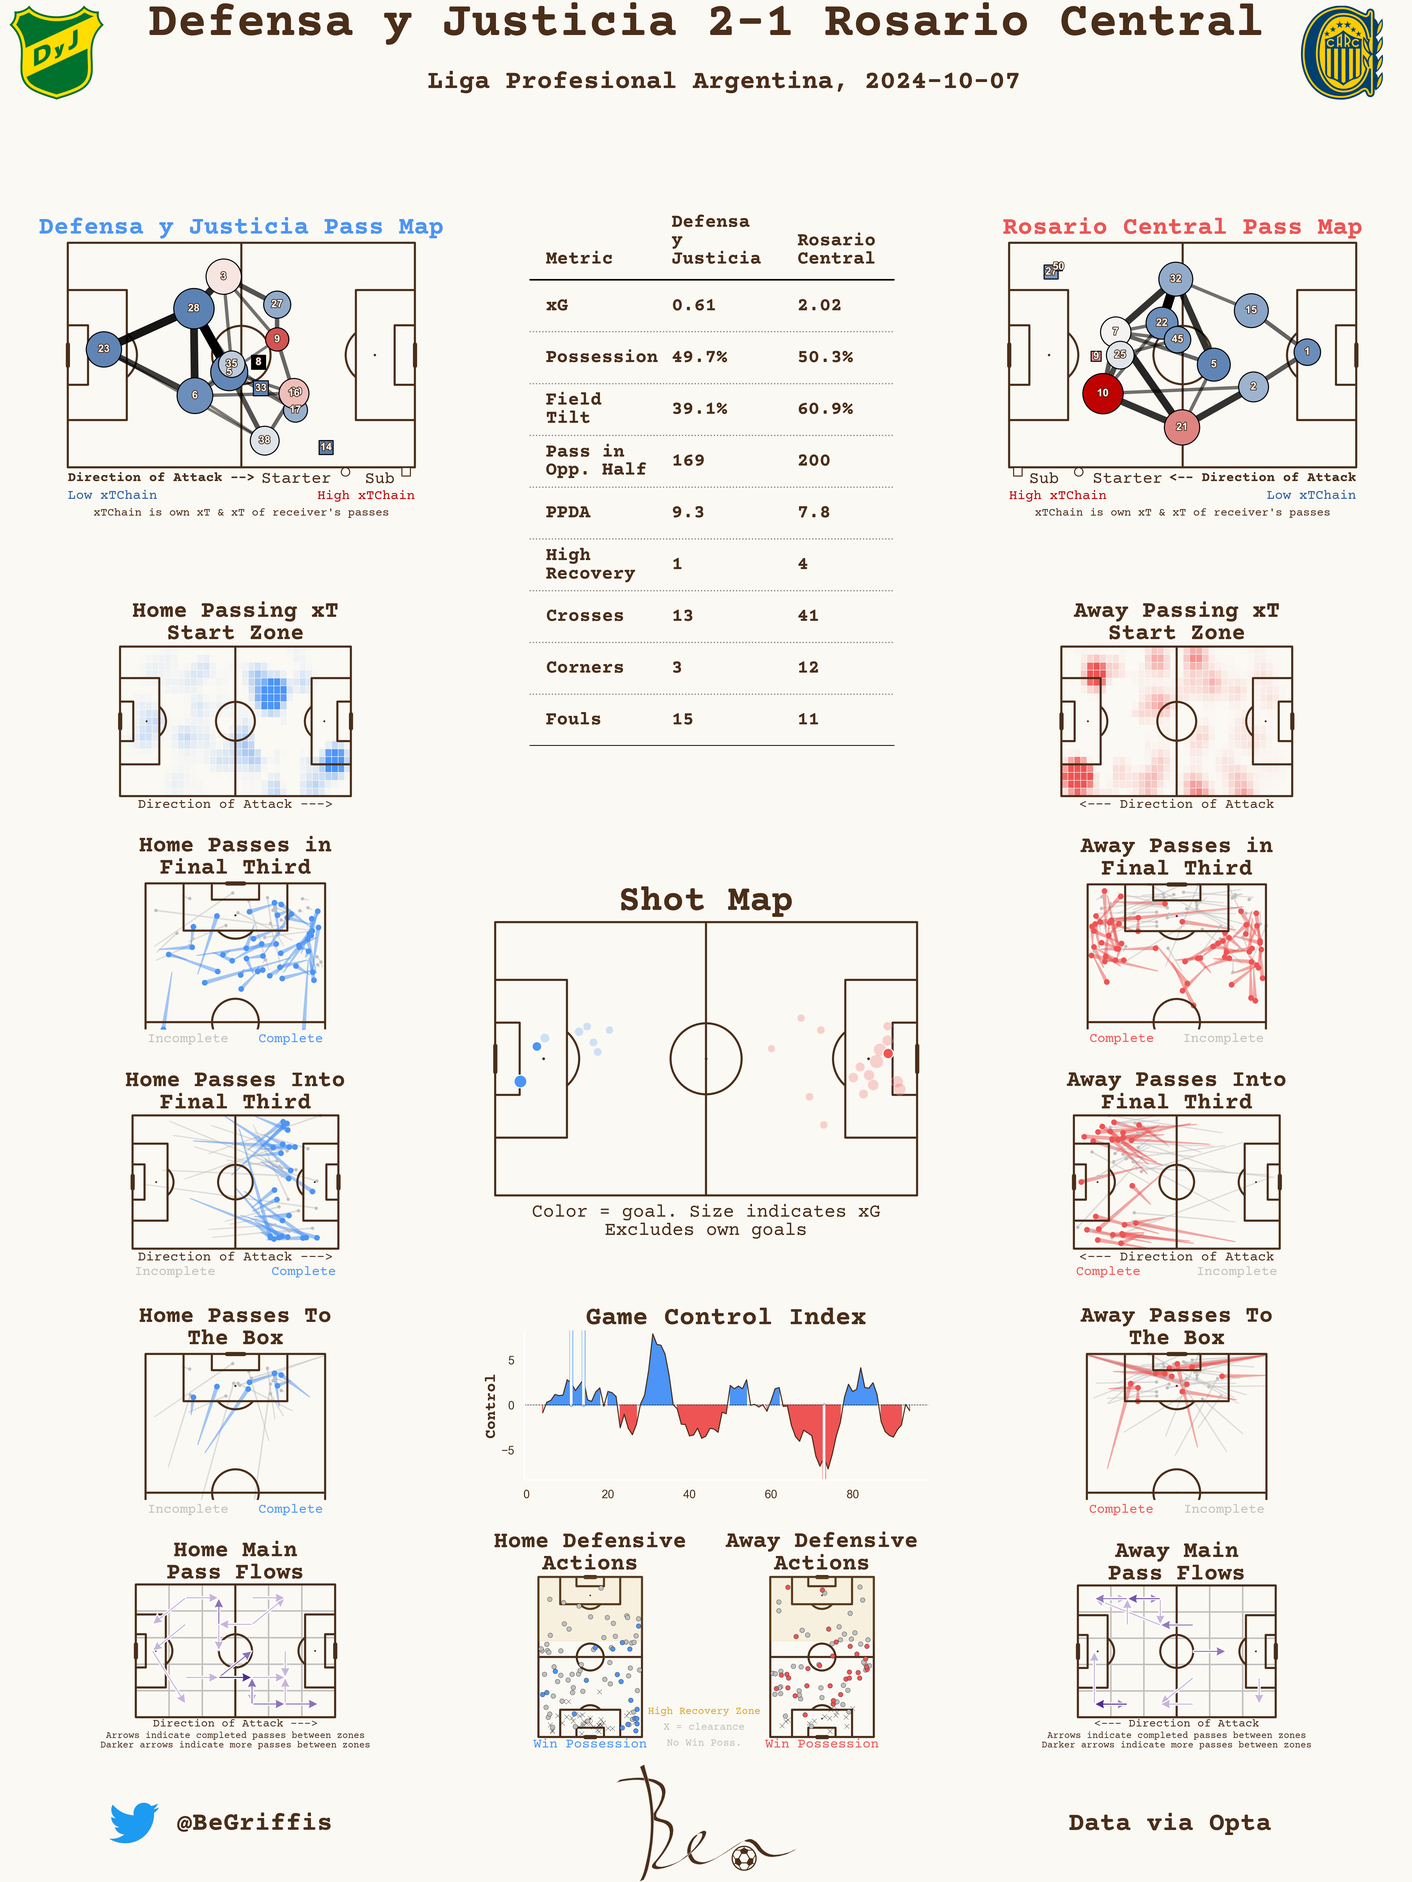 Defensa y Justicia 2-1 Rosario Central
Liga Profesional Argentina, 2024-10-07
DyJ
CARC
Defensa y Justicia Pass Map
3
28
27
9
23
35
8
5
33
6
16
17
38
14
Direction of Attack --> Starter Sub
Low xTChain High xTChain
xTChain is own xT & xT of receiver's passes
Metric Defensa y Justicia Rosario Central
xG 0.61 2.02
Possession 49.7% 50.3%
Field Tilt 39.1% 60.9%
Pass in Opp. Half 169 200
PPDA 9.3 7.8
High Recovery 1 4
Crosses 13 41
Corners 3 12
Fouls 15 11
Rosario Central Pass Map
27
50
32
15
22
7
45
25
9
5
1
10
2
21
Sub Starter <-- Direction of Attack
High xTChain Low xTChain
xTChain is own xT & xT of receiver's passes
Home Passing xT
Start Zone
Direction of Attack --->
Away Passing xT
Start Zone
<--- Direction of Attack
Home Passes in
Final Third
Incomplete Complete
Away Passes in
Final Third
Complete Incomplete
Shot Map
Color = goal. Size indicates xG
Excludes own goals
Home Passes Into
Final Third
Direction of Attack --->
Incomplete Complete
Away Passes Into
Final Third
<--- Direction of Attack
Complete Incomplete
Home Passes To
The Box
Incomplete Complete
Game Control Index
Control
5
0
−5
0 20 40 60 80
Away Passes To
The Box
Complete Incomplete
Home Main
Pass Flows
Direction of Attack --->
Arrows indicate completed passes between zones
Darker arrows indicate more passes between zones
Home Defensive
Actions
Win Possession
High Recovery Zone
X = clearance
No Win Poss.
Away Defensive
Actions
Win Possession
Away Main
Pass Flows
<--- Direction of Attack
Arrows indicate completed passes between zones
Darker arrows indicate more passes between zones
@BeGriffis
Ben
Data via Opta